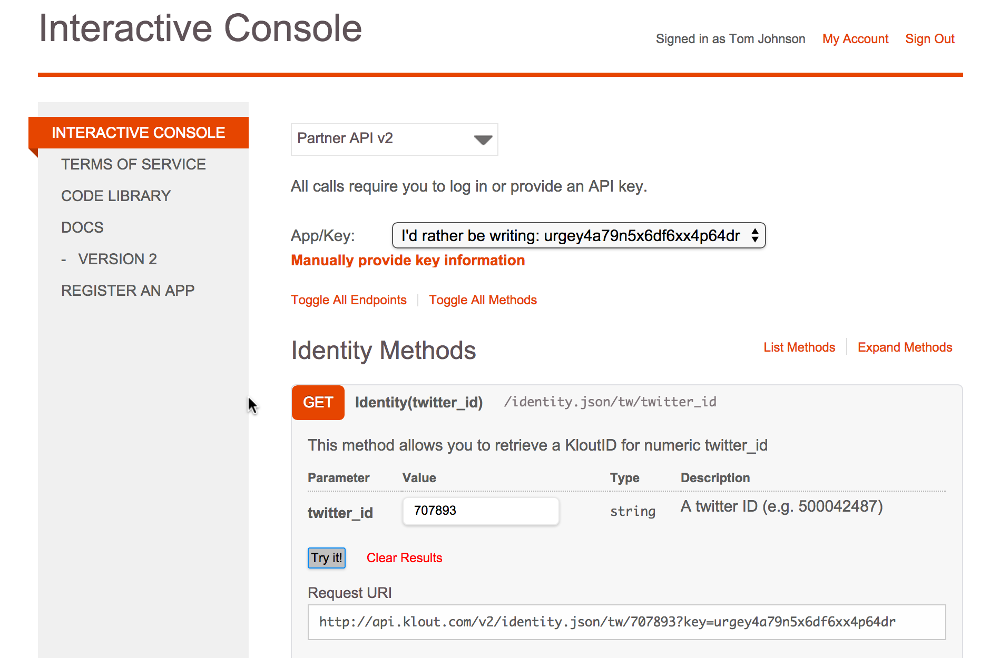 Interactive Console
Signed in as Tom Johnson My Account Sign Out
INTERACTIVE CONSOLE
TERMS OF SERVICE
CODE LIBRARY
DOCS
- VERSION 2
REGISTER AN APP
Partner API v2
All calls require you to log in or provide an API key.
App/Key: I'd rather be writing: urgey4a79n5x6df6xx4p64dr
Manually provide key information
Toggle All Endpoints Toggle All Methods
Identity Methods List Methods Expand Methods
GET Identity(twitter_id) /identity.json/tw/twitter_id
This method allows you to retrieve a KloutID for numeric twitter_id
Parameter Value Type Description
twitter_id 707893 string A twitter ID (e.g. 500042487)
Try it! Clear Results
Request URI
http://api.klout.com/v2/identity.json/tw/707893?key=urgey4a79n5x6df6xx4p64dr